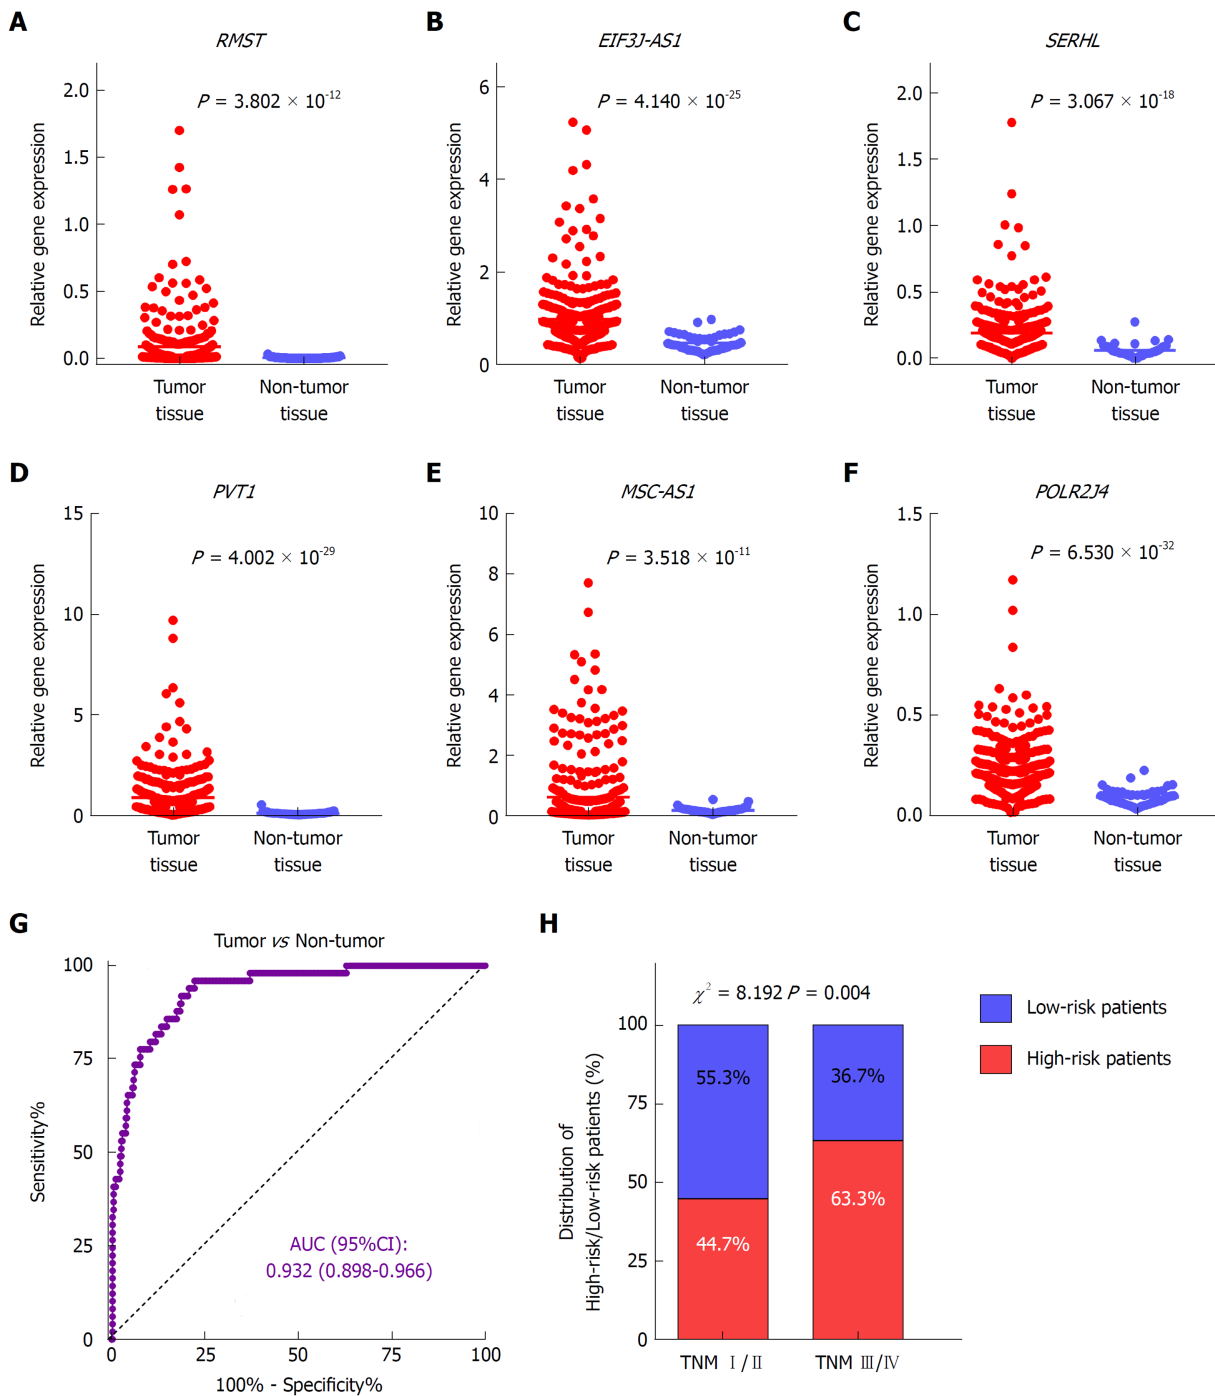 A
RMST
P = 3.802 × 10-12
Relative gene expression
2.0
1.5
1.0
0.5
0.0
Tumor
tissue
Non-tumor
tissue
B
EIF3J-AS1
P = 4.140 × 10-25
Relative gene expression
6
4
2
0
Tumor
tissue
Non-tumor
tissue
C
SERHL
P = 3.067 × 10-18
Relative gene expression
2.0
1.5
1.0
0.5
0.0
Tumor
tissue
Non-tumor
tissue
D
PVT1
P = 4.002 × 10-29
Relative gene expression
15
10
5
0
Tumor
tissue
Non-tumor
tissue
E
MSC-AS1
P = 3.518 × 10-11
Relative gene expression
10
8
6
4
2
0
Tumor
tissue
Non-tumor
tissue
F
POLR2J4
P = 6.530 × 10-32
Relative gene expression
1.5
1.0
0.5
0.0
Tumor
tissue
Non-tumor
tissue
G
Tumor vs Non-tumor
Sensitivity%
100
75
50
25
0
AUC (95%CI):
0.932 (0.898-0.966)
0 25 50 75 100
100% - Specificity%
H
χ2 = 8.192 P = 0.004
Distribution of
High-risk/Low-risk patients (%)
100
75
50
25
0
55.3%
36.7%
44.7%
63.3%
TNM Ⅰ/Ⅱ
TNM Ⅲ/Ⅳ
Low-risk patients
High-risk patients